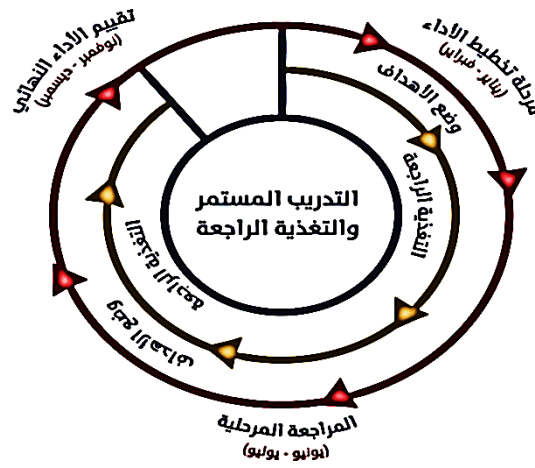 مرحلة تخطيط الأداء
(يناير - فبراير)
وضع الأهداف
التغذية الراجعة
التدريب المستمر
والتغذية الراجعة
المراجعة المرحلية
(يونيو - يوليو)
وضع الأهداف
التغذية الراجعة
تقييم الأداء النهائي
(نوفمبر - ديسمبر)